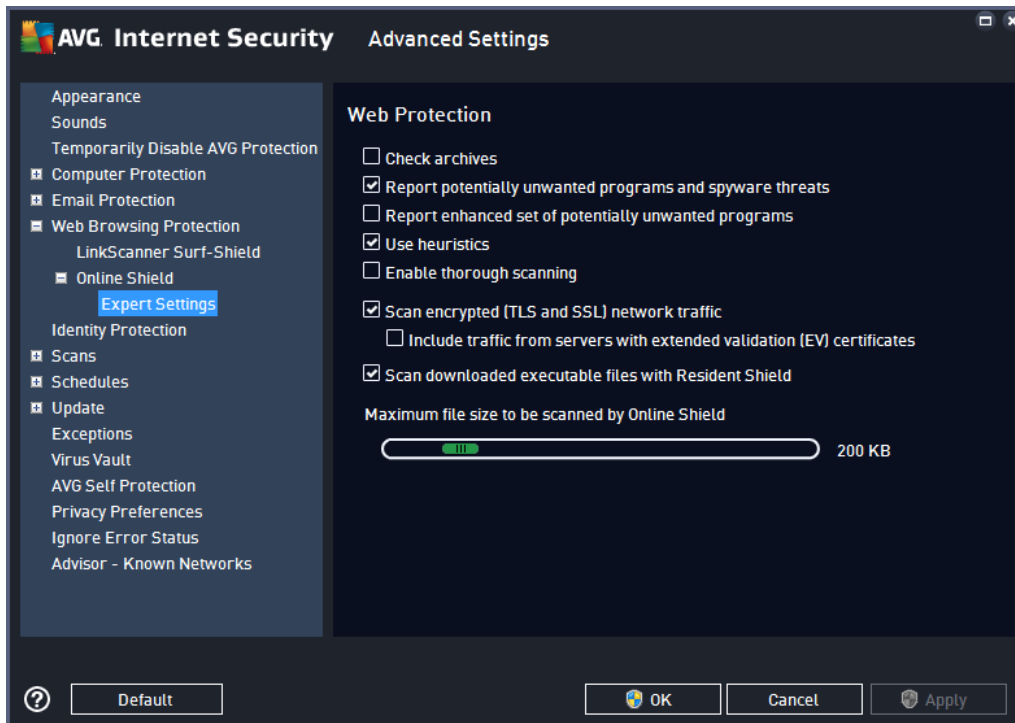 AVG Internet Security Advanced Settings
Appearance
Sounds
Temporarily Disable AVG Protection
Computer Protection
Email Protection
Web Browsing Protection
LinkScanner Surf-Shield
Online Shield
Expert Settings
Identity Protection
Scans
Schedules
Update
Exceptions
Virus Vault
AVG Self Protection
Privacy Preferences
Ignore Error Status
Advisor - Known Networks
Web Protection
Check archives
Report potentially unwanted programs and spyware threats
Report enhanced set of potentially unwanted programs
Use heuristics
Enable thorough scanning
Scan encrypted (TLS and SSL) network traffic
Include traffic from servers with extended validation (EV) certificates
Scan downloaded executable files with Resident Shield
Maximum file size to be scanned by Online Shield
200 KB
? Default OK Cancel Apply